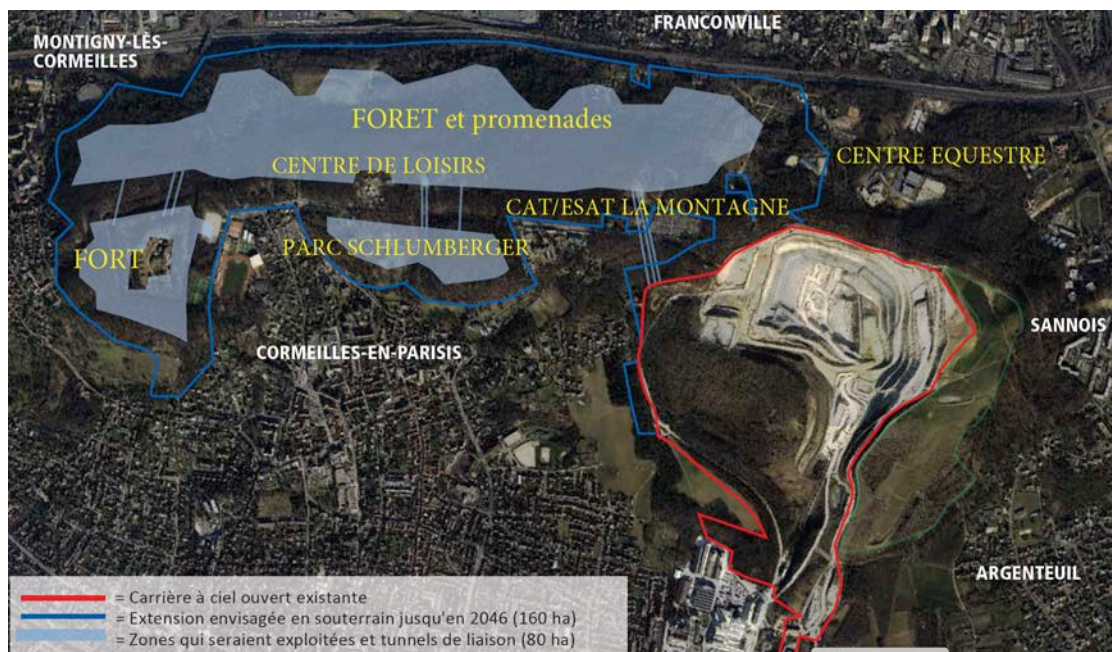 FRANCONVILLE
MONTIGNY-LÈS-
CORMEILLES
FORET et promenades
CENTRE DE LOISIRS
CENTRE EQUESTRE
CAT/ESAT LA MONTAGNE
PARC SCHLUMBERGER
FORT
SANNOIS
CORMEILLES-EN-PARISIS
ARGENTEUIL
= Carrière à ciel ouvert existante
= Extension envisagée en souterrain jusqu'en 2046 (160 ha)
= Zones qui seraient exploitées et tunnels de liaison (80 ha)